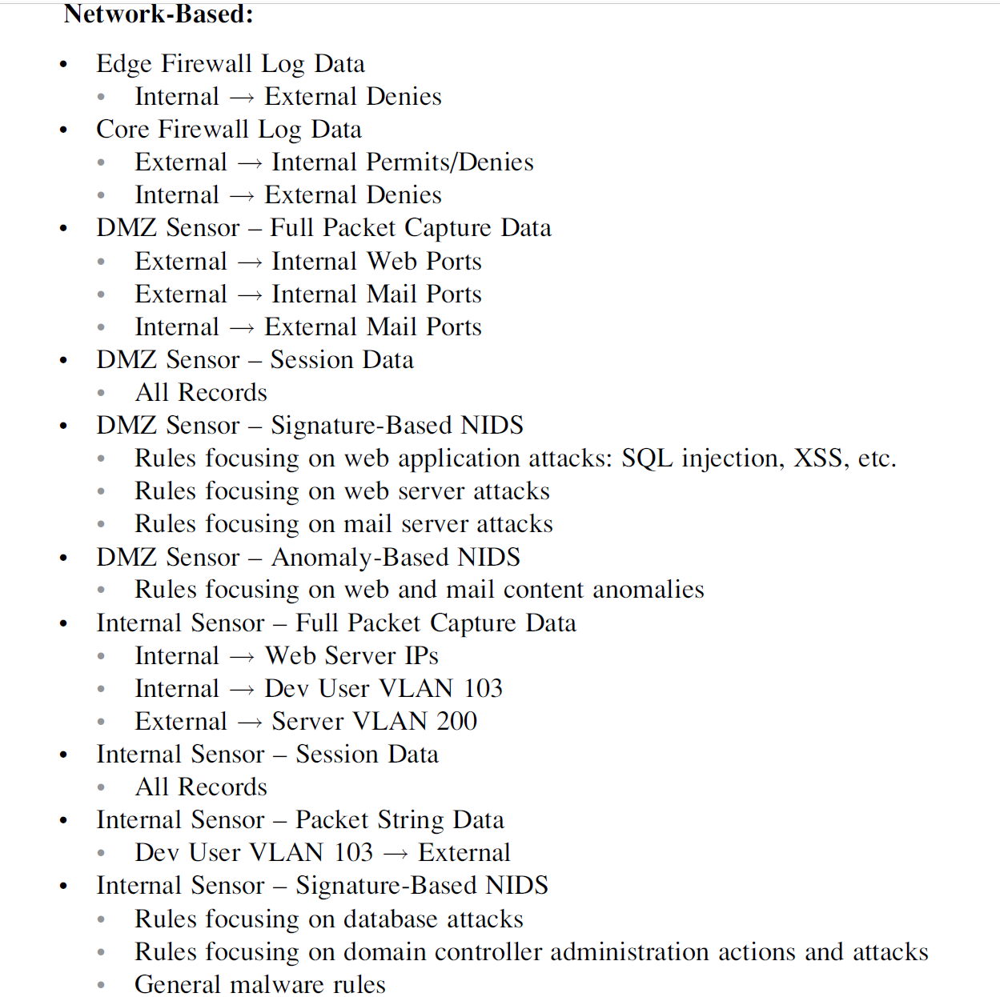 Network-Based:
• Edge Firewall Log Data
• Internal → External Denies
• Core Firewall Log Data
• External → Internal Permits/Denies
• Internal → External Denies
• DMZ Sensor – Full Packet Capture Data
• External → Internal Web Ports
• External → Internal Mail Ports
• Internal → External Mail Ports
• DMZ Sensor – Session Data
• All Records
• DMZ Sensor – Signature-Based NIDS
• Rules focusing on web application attacks: SQL injection, XSS, etc.
• Rules focusing on web server attacks
• Rules focusing on mail server attacks
• DMZ Sensor – Anomaly-Based NIDS
• Rules focusing on web and mail content anomalies
• Internal Sensor – Full Packet Capture Data
• Internal → Web Server IPs
• Internal → Dev User VLAN 103
• External → Server VLAN 200
• Internal Sensor – Session Data
• All Records
• Internal Sensor – Packet String Data
• Dev User VLAN 103 → External
• Internal Sensor – Signature-Based NIDS
• Rules focusing on database attacks
• Rules focusing on domain controller administration actions and attacks
• General malware rules